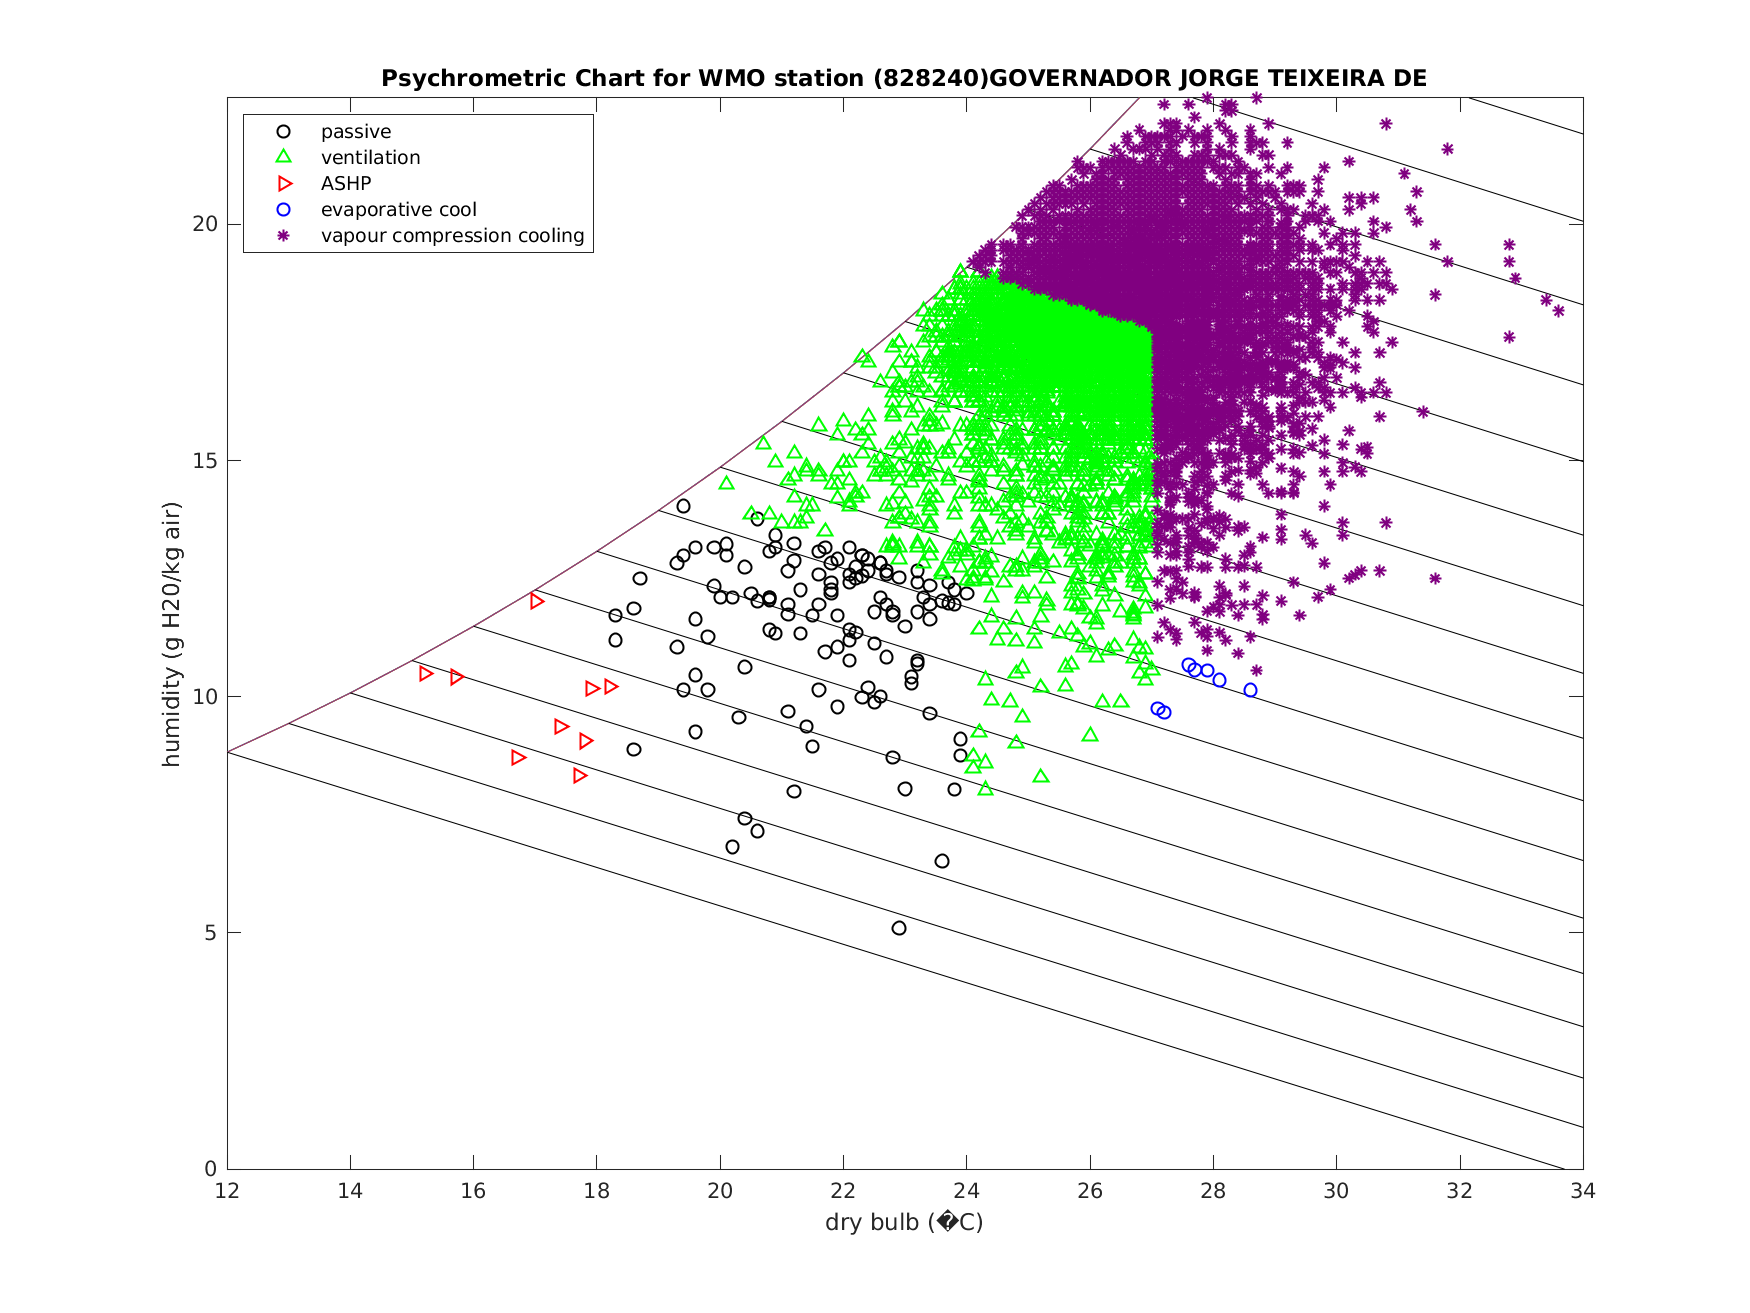 Psychrometric Chart for WMO station (828240)GOVERNADOR JORGE TEIXEIRA DE
passive
ventilation
ASHP
evaporative cool
vapour compression cooling
humidity (g H20/kg air)
20
15
10
5
0
12 14 16 18 20 22 24 26 28 30 32 34
dry bulb (�C)